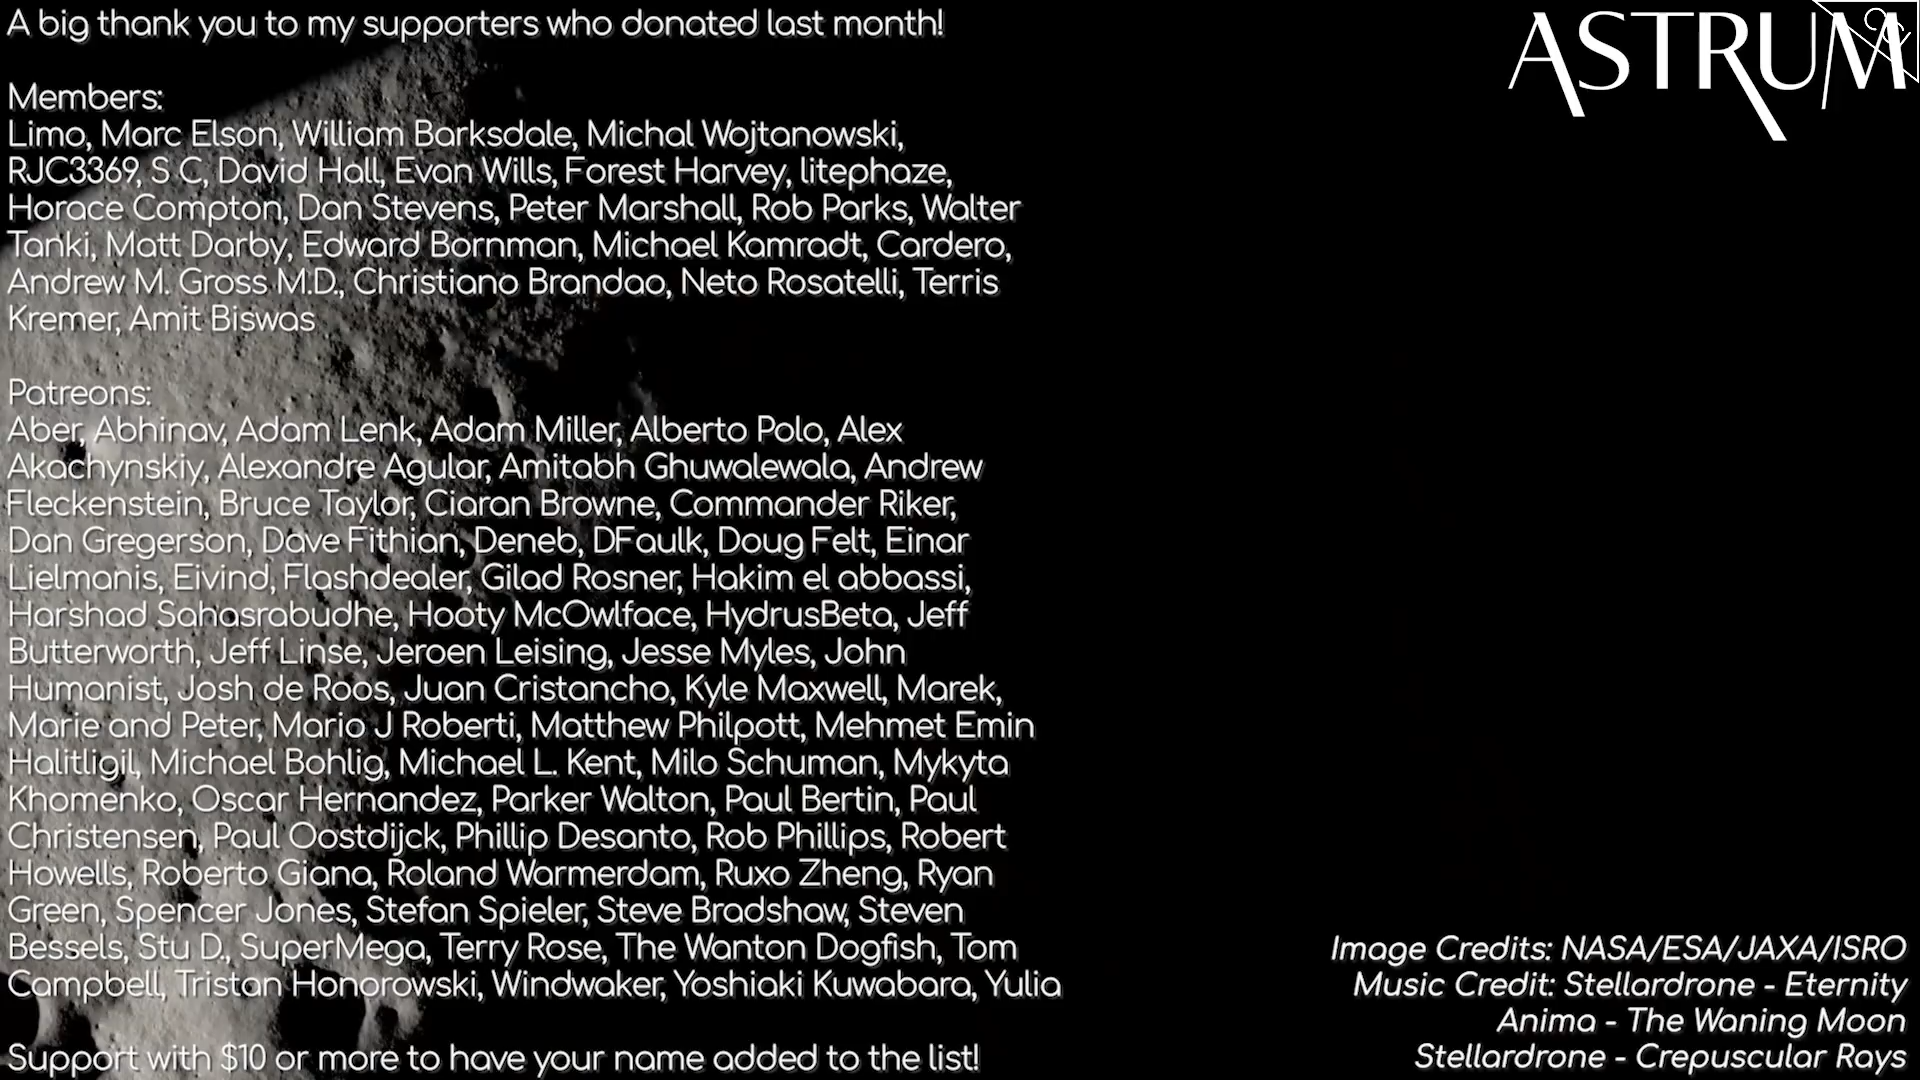 A big thank you to my supporters who donated last month!
ASTRUM
Members:
Limo, Marc Elson, William Barksdale, Michal Wojtanowski,
RJC3369, S C, David Hall, Evan Wills, Forest Harvey, litephaze,
Horace Compton, Dan Stevens, Peter Marshall, Rob Parks, Walter
Tanki, Matt Darby, Edward Bornman, Michael Kamradt, Cardero,
Andrew M. Gross M.D., Christiano Brandao, Neto Rosatelli, Terris
Kremer, Amit Biswas
Patreons:
Aber, Abhinav, Adam Lenk, Adam Miller, Alberto Polo, Alex
Akachynskiy, Alexandre Agular, Amitabh Ghuwalewala, Andrew
Fleckenstein, Bruce Taylor, Ciaran Browne, Commander Riker,
Dan Gregerson, Dave Fithian, Deneb, DFaulk, Doug Felt, Einar
Lielmanis, Eivind, Flashdealer, Gilad Rosner, Hakim el abbassi,
Harshad Sahasrabudhe, Hooty McOwlface, HydrusBeta, Jeff
Butterworth, Jeff Linse, Jeroen Leising, Jesse Myles, John
Humanist, Josh de Roos, Juan Cristancho, Kyle Maxwell, Marek,
Marie and Peter, Mario J Roberti, Matthew Philpott, Mehmet Emin
Halitligil, Michael Bohlig, Michael L. Kent, Milo Schuman, Mykyta
Khomenko, Oscar Hernandez, Parker Walton, Paul Bertin, Paul
Christensen, Paul Oostdijck, Phillip Desanto, Rob Phillips, Robert
Howells, Roberto Giana, Roland Warmerdam, Ruxo Zheng, Ryan
Green, Spencer Jones, Stefan Spieler, Steve Bradshaw, Steven
Bessels, Stu D., SuperMega, Terry Rose, The Wanton Dogfish, Tom
Campbell, Tristan Honorowski, Windwaker, Yoshiaki Kuwabara, Yulia
Support with $10 or more to have your name added to the list!
Image Credits: NASA/ESA/JAXA/ISRO
Music Credit: Stellardrone - Eternity
Anima - The Waning Moon
Stellardrone - Crepuscular Rays